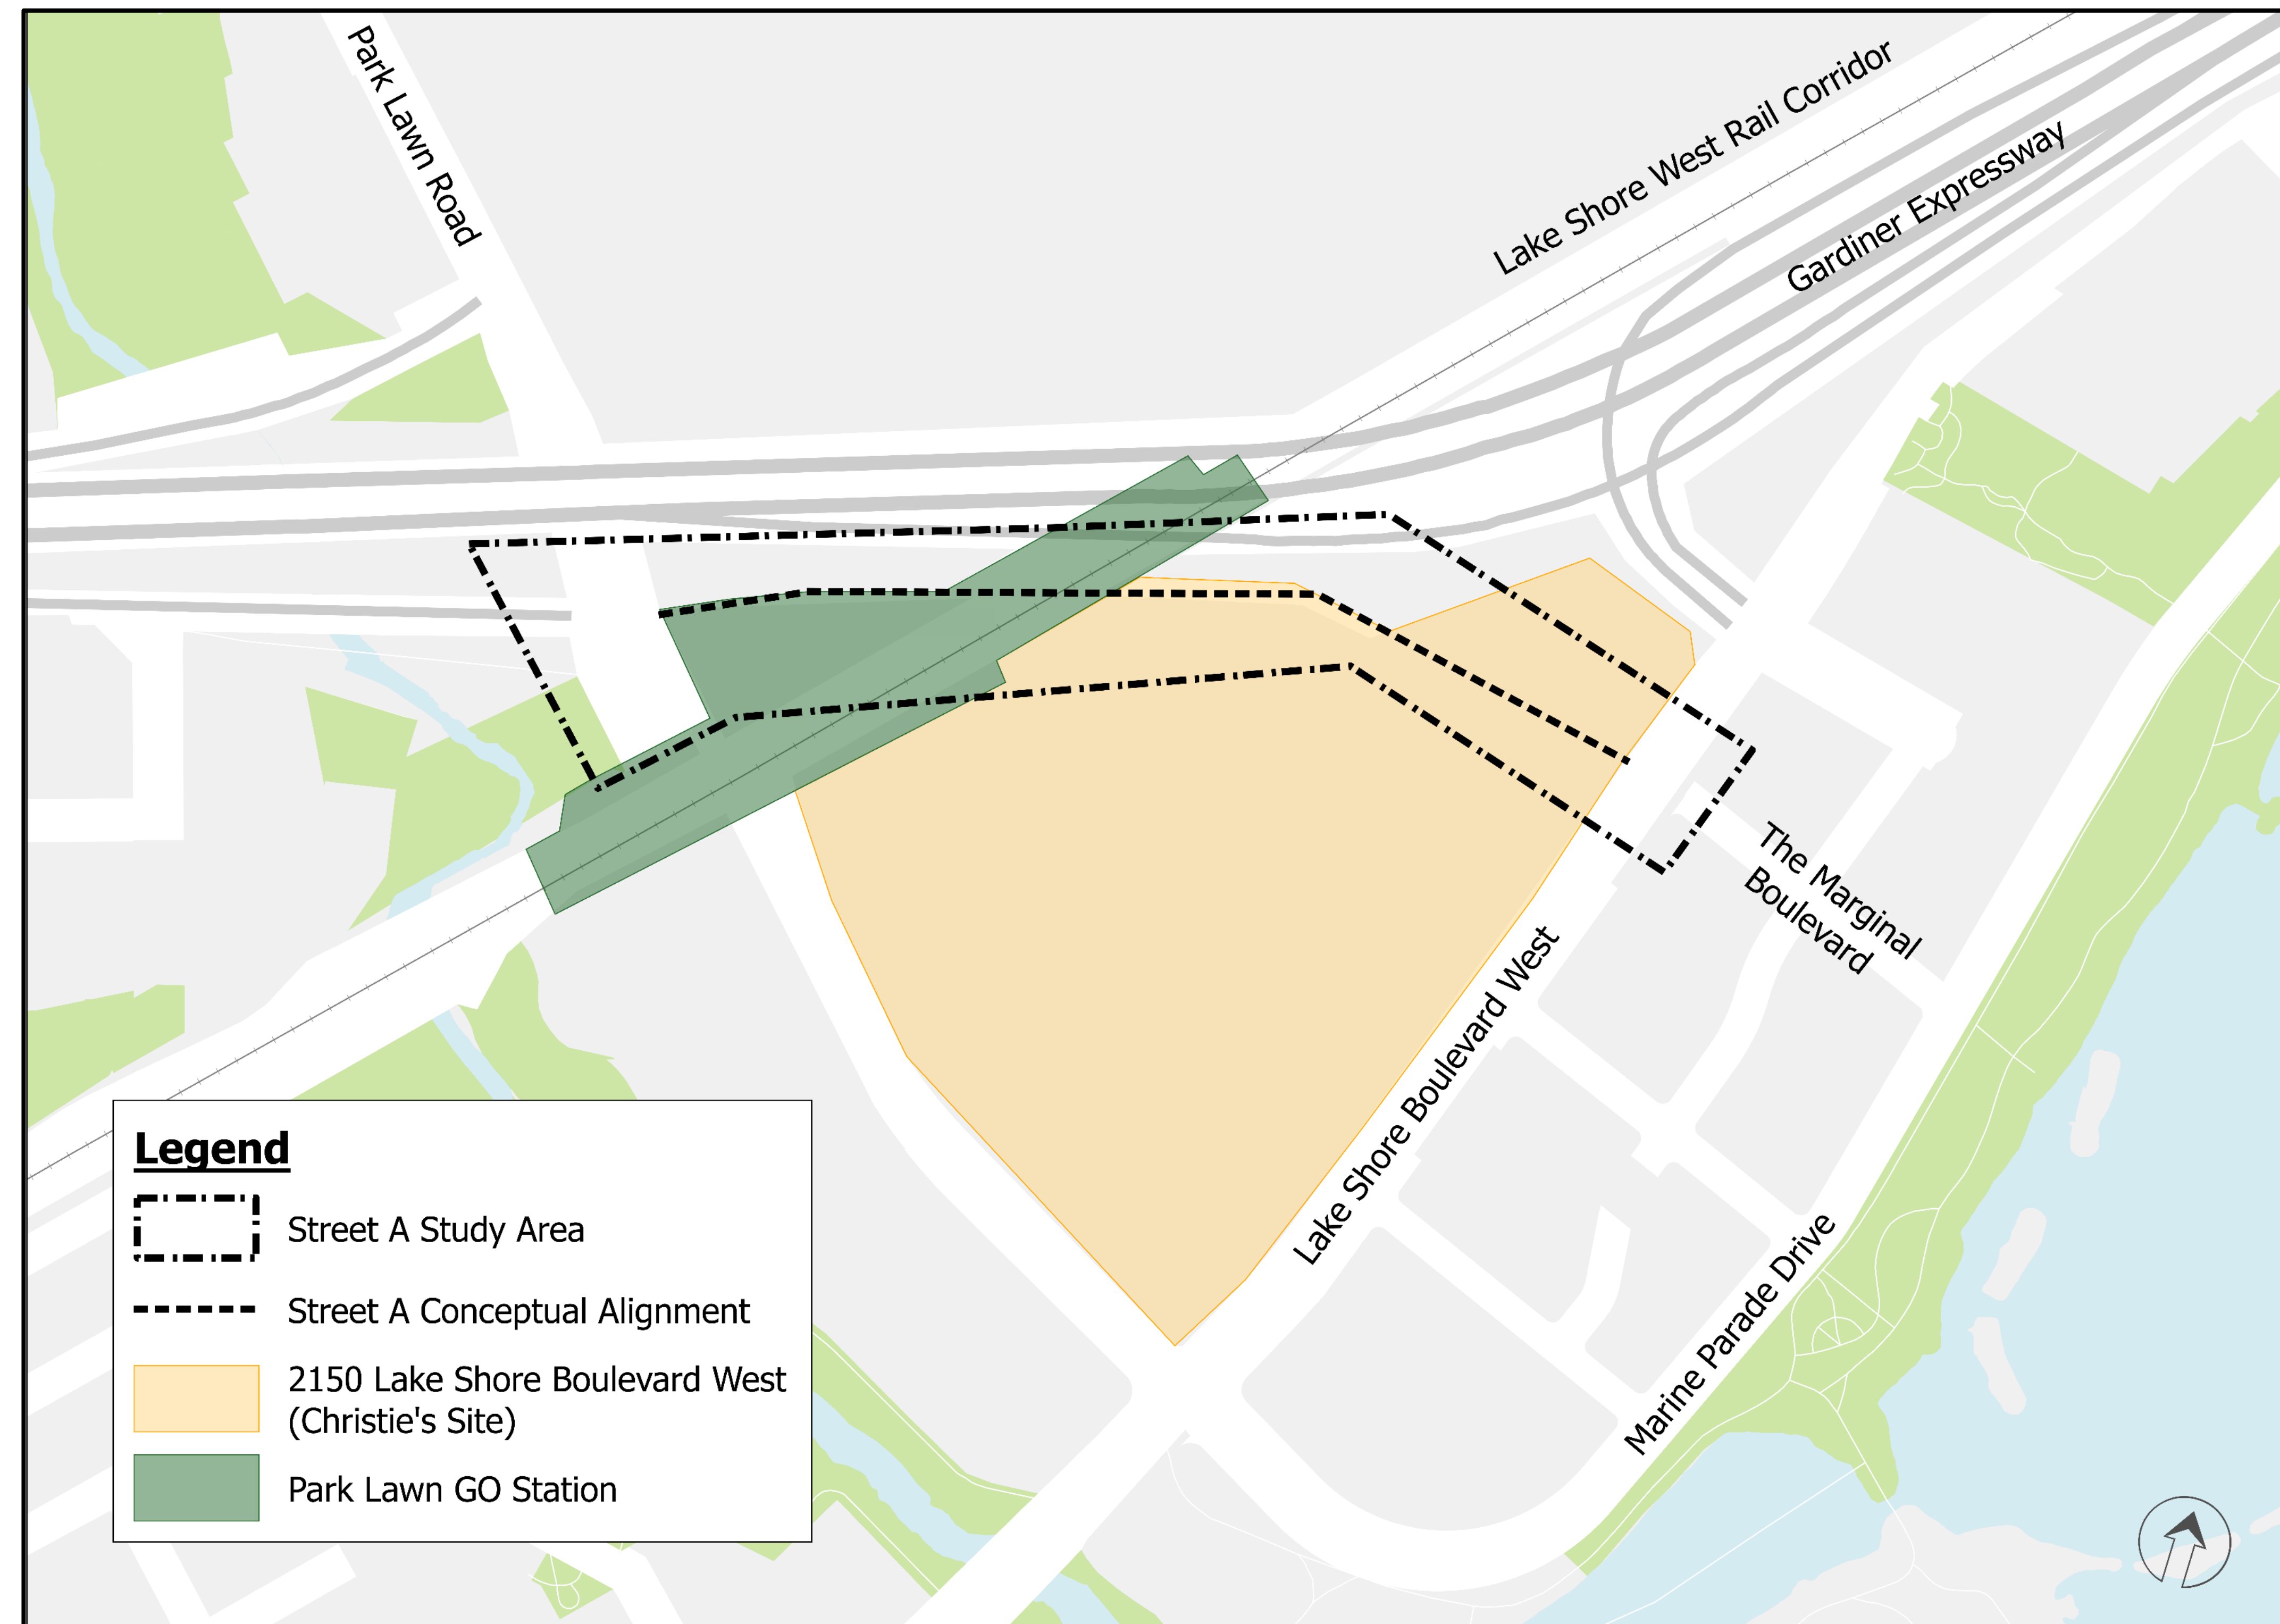 Park Lawn Road
Lake Shore West Rail Corridor
Gardiner Expressway
The Marginal
Boulevard
Lake Shore Boulevard West
Marine Parade Drive
Legend
Street A Study Area
Street A Conceptual Alignment
2150 Lake Shore Boulevard West
(Christie's Site)
Park Lawn GO Station